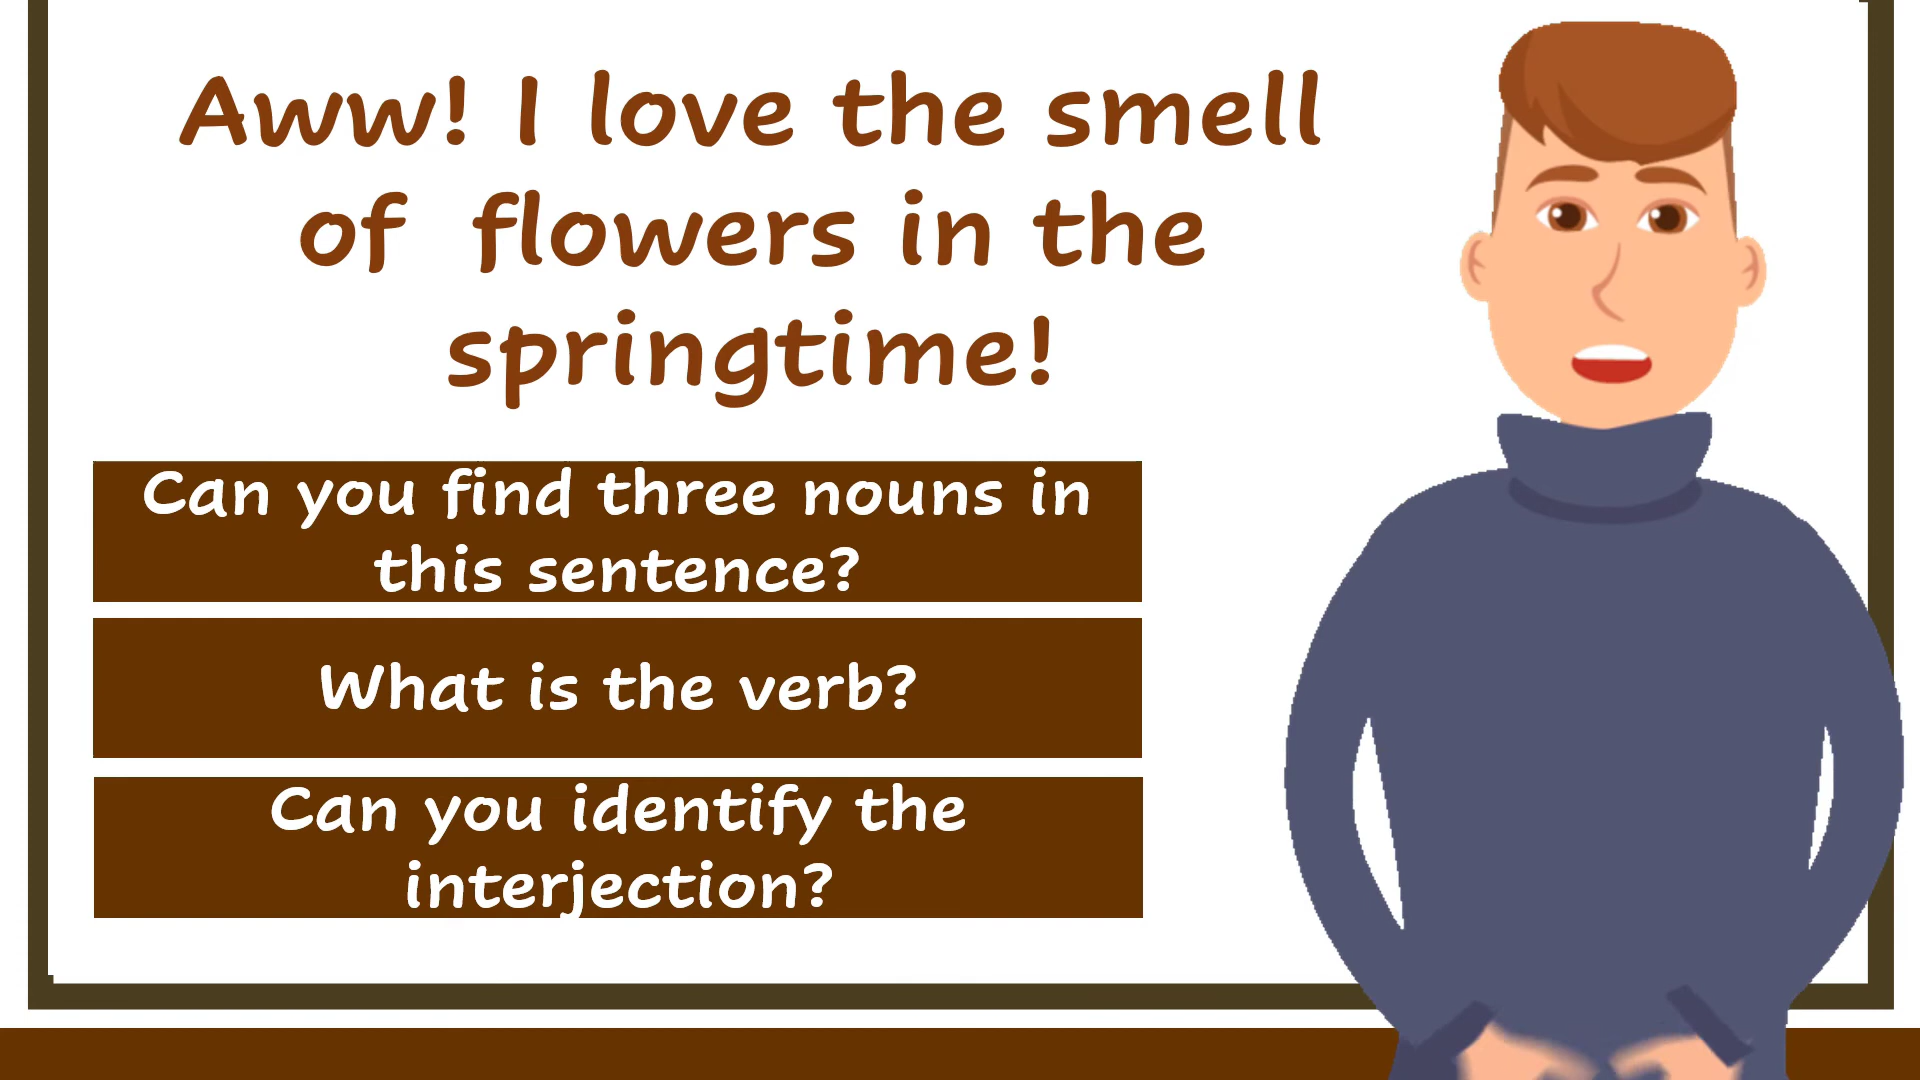 Aww! I love the smell
of flowers in the
springtime!
Can you find three nouns in
this sentence?
What is the verb?
Can you identify the
interjection?